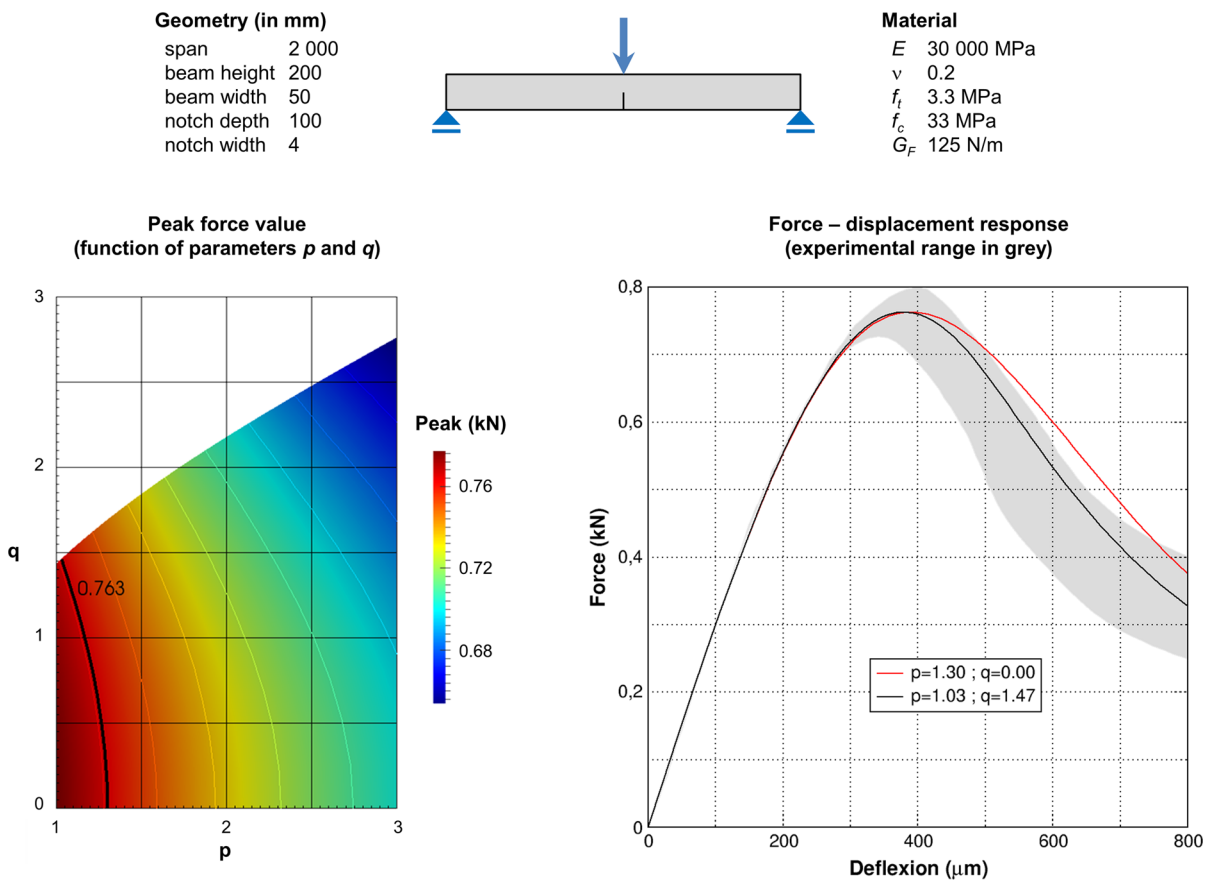 Geometry (in mm)
span 2 000
beam height 200
beam width 50
notch depth 100
notch width 4
Material
E 30 000 MPa
ν 0.2
ft 3.3 MPa
fc 33 MPa
GF 125 N/m
Peak force value
(function of parameters p and q)
3
2
1
0
q
0.763
1 2 3
p
Peak (kN)
0.76
0.72
0.68
Force – displacement response
(experimental range in grey)
0,8
0,6
0,4
0,2
0
Force (kN)
p=1.30 ; q=0.00
p=1.03 ; q=1.47
0 200 400 600 800
Deflexion (μm)